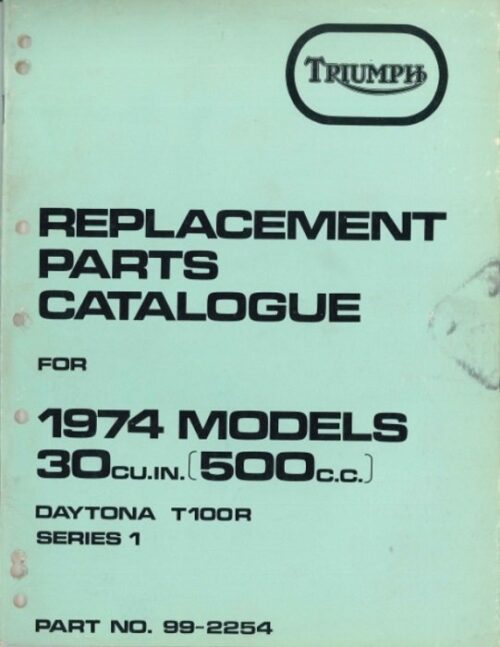 TRIUMPH
REPLACEMENT
PARTS
CATALOGUE
FOR
1974 MODELS
30CU.IN.(500C.C.)
DAYTONA T100R
SERIES 1
PART NO. 99-2254